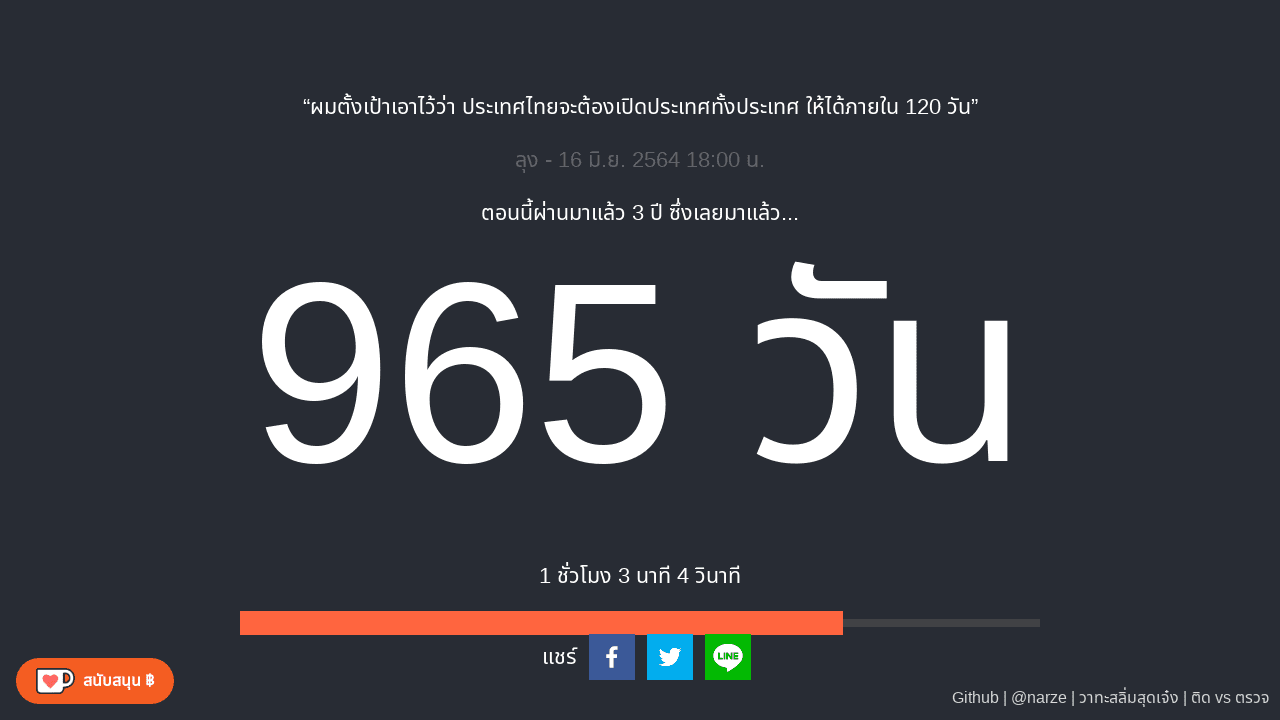 “ผมตั้งเป้าเอาไว้ว่า ประเทศไทยจะต้องเปิดประเทศทั้งประเทศ ให้ได้ภายใน 120 วัน”
ลุง - 16 มิ.ย. 2564 18:00 น.
ตอนนี้ผ่านมาแล้ว 3 ปี ซึ่งเลยมาแล้ว...
965 วัน
1 ชั่วโมง 3 นาที 4 วินาที
แชร์
LINE
สนับสนุน ฿
Github | @narze | วาทะสลิ่มสุดเจ๋ง | ติด vs ตรวจ